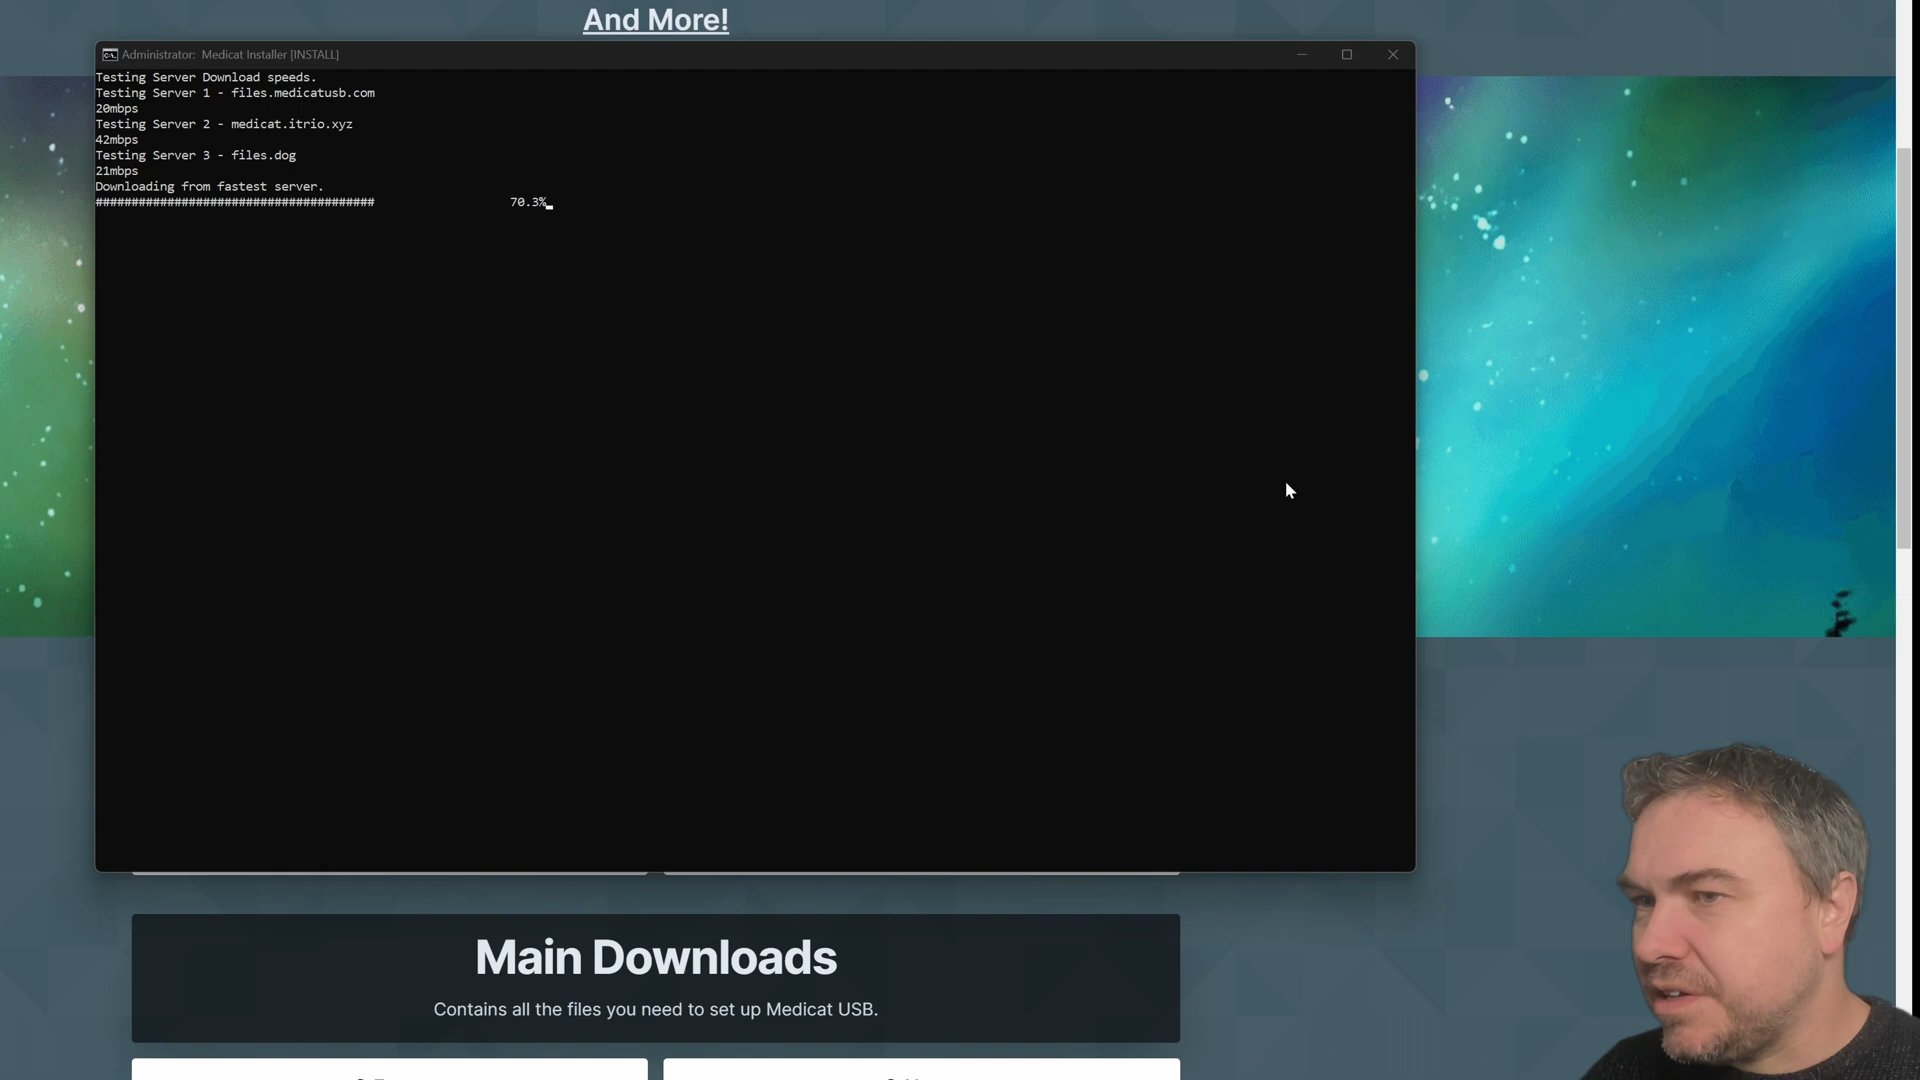 And More!
Administrator: Medicat Installer [INSTALL]
Testing Server Download speeds.
Testing Server 1 - files.medicatusb.com
20mbps
Testing Server 2 - medicat.itrio.xyz
42mbps
Testing Server 3 - files.dog
21mbps
Downloading from fastest server.
####################################### 70.3%
Main Downloads
Contains all the files you need to set up Medicat USB.